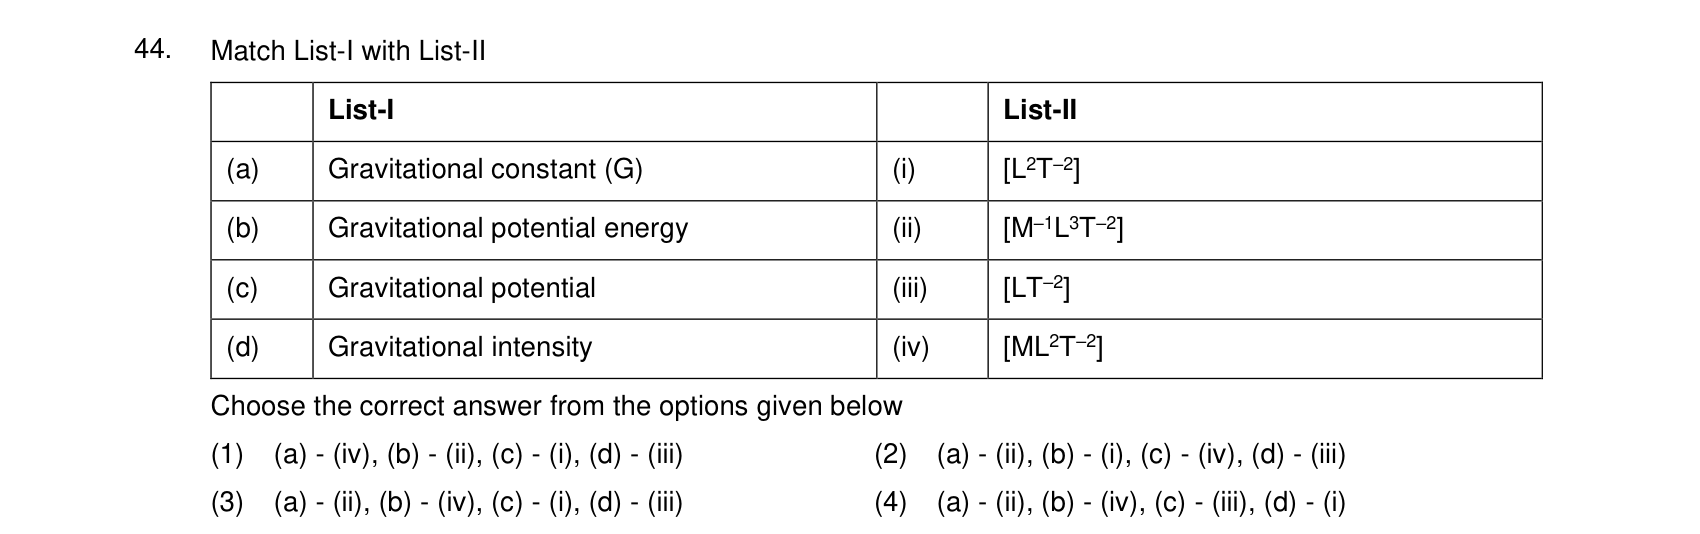 44. Match List-I with List-II
List-I List-II
(a) Gravitational constant (G) (i) [L²T⁻²]
(b) Gravitational potential energy (ii) [M⁻¹L³T⁻²]
(c) Gravitational potential (iii) [LT⁻²]
(d) Gravitational intensity (iv) [ML²T⁻²]
Choose the correct answer from the options given below
(1) (a) - (iv), (b) - (ii), (c) - (i), (d) - (iii) (2) (a) - (ii), (b) - (i), (c) - (iv), (d) - (iii)
(3) (a) - (ii), (b) - (iv), (c) - (i), (d) - (iii) (4) (a) - (ii), (b) - (iv), (c) - (iii), (d) - (i)